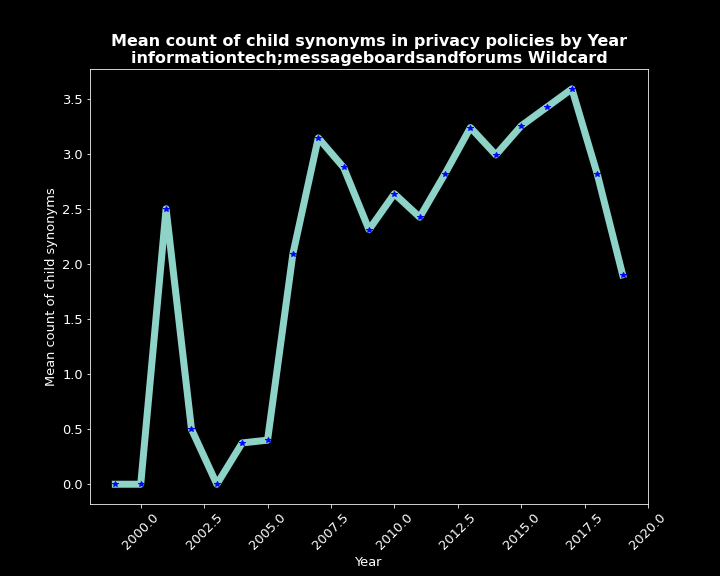 Mean count of child synonyms in privacy policies by Year
informationtech;messageboardsandforums Wildcard
Mean count of child synonyms
3.5
3.0
2.5
2.0
1.5
1.0
0.5
0.0
2000.0 2002.5 2005.0 2007.5 2010.0 2012.5 2015.0 2017.5 2020.0
Year